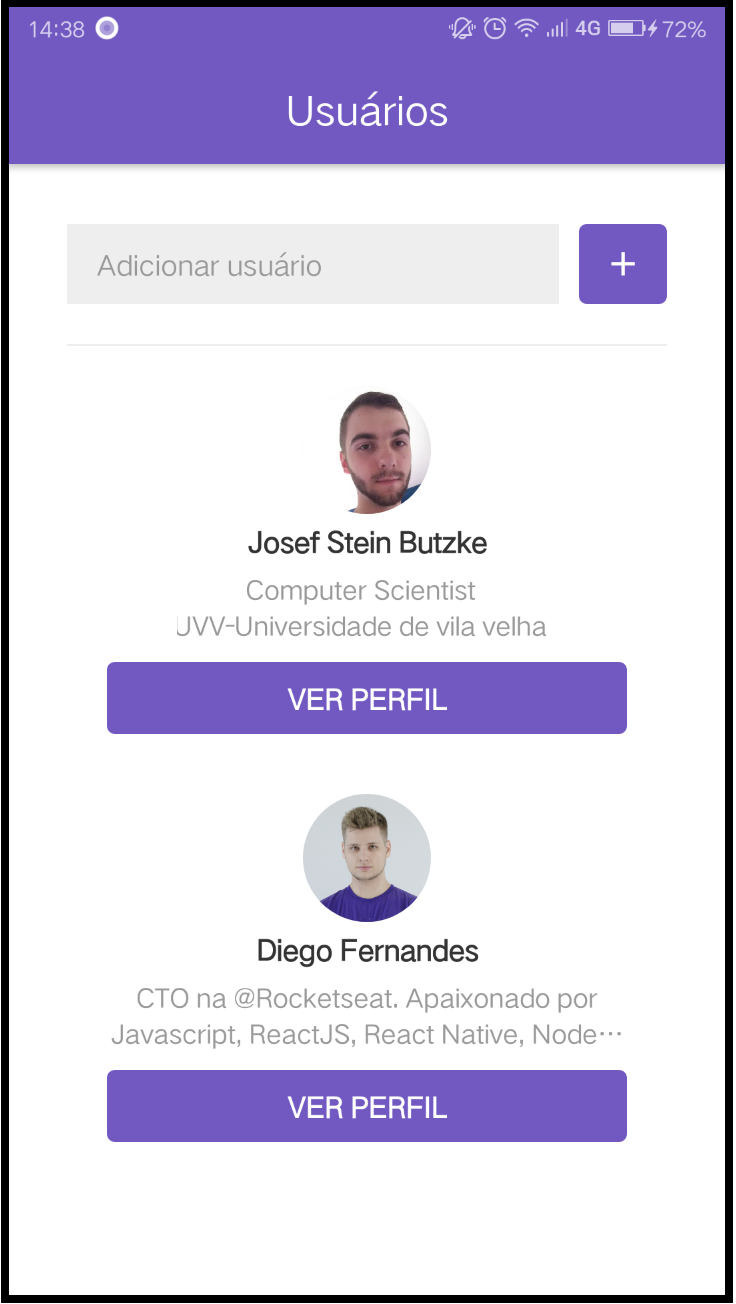 14:38
4G 72%
Usuários
Adicionar usuário
+
Josef Stein Butzke
Computer Scientist
UVV-Universidade de vila velha
VER PERFIL
Diego Fernandes
CTO na @Rocketseat. Apaixonado por
Javascript, ReactJS, React Native, Node···
VER PERFIL